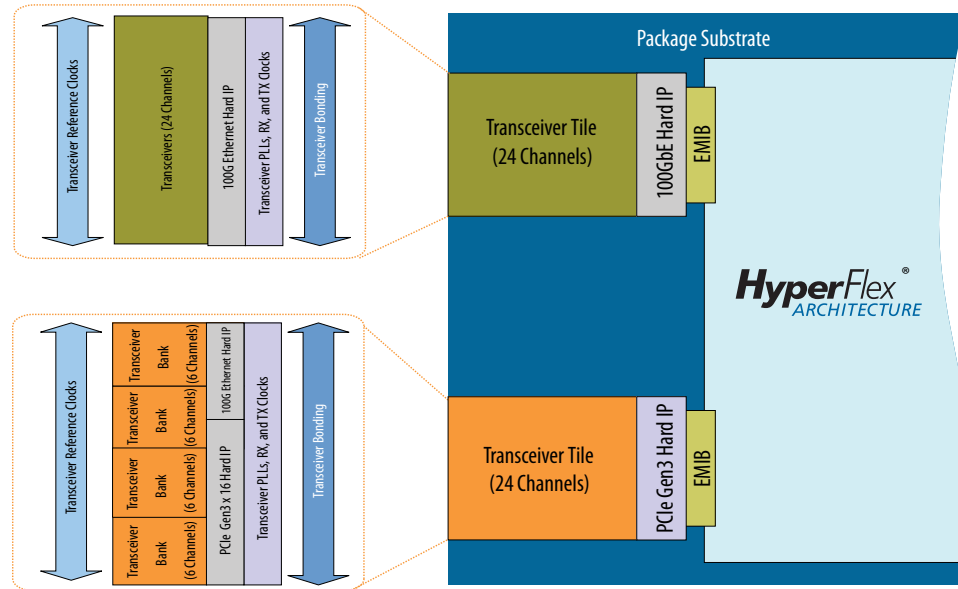 Transceiver Reference Clocks
Transceivers (24 Channels)
100G Ethernet Hard IP
Transceiver PLLs, RX, and TX Clocks
Transceiver Bonding
Package Substrate
Transceiver Tile
(24 Channels)
100GbE Hard IP
EMIB
HyperFlex®
ARCHITECTURE
Transceiver Reference Clocks
Transceiver
Bank
(6 Channels)
Transceiver
Bank
(6 Channels)
Transceiver
Bank
(6 Channels)
Transceiver
Bank
(6 Channels)
100G Ethernet Hard IP
PCIe Gen3 x 16 Hard IP
Transceiver PLLs, RX, and TX Clocks
Transceiver Bonding
Transceiver Tile
(24 Channels)
PCIe Gen3 Hard IP
EMIB